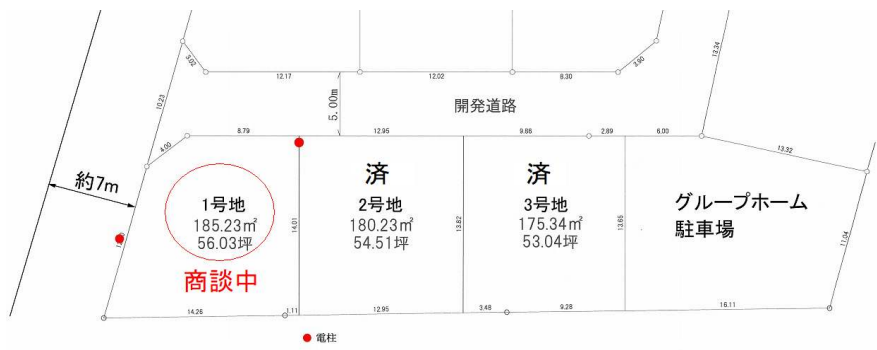 3.02
12.17
12.02
8.30
3.90
13.34
10.23
5.00m
開発道路
4.00
8.79
12.95
9.66
2.89
6.00
13.32
約7m
1号地
185.23㎡
56.03坪
商談中
済
2号地
180.23㎡
54.51坪
済
3号地
175.34㎡
53.04坪
グループホーム
駐車場
14.01
13.82
13.65
11.04
14.26
1.11
12.95
3.48
9.28
16.11
電柱